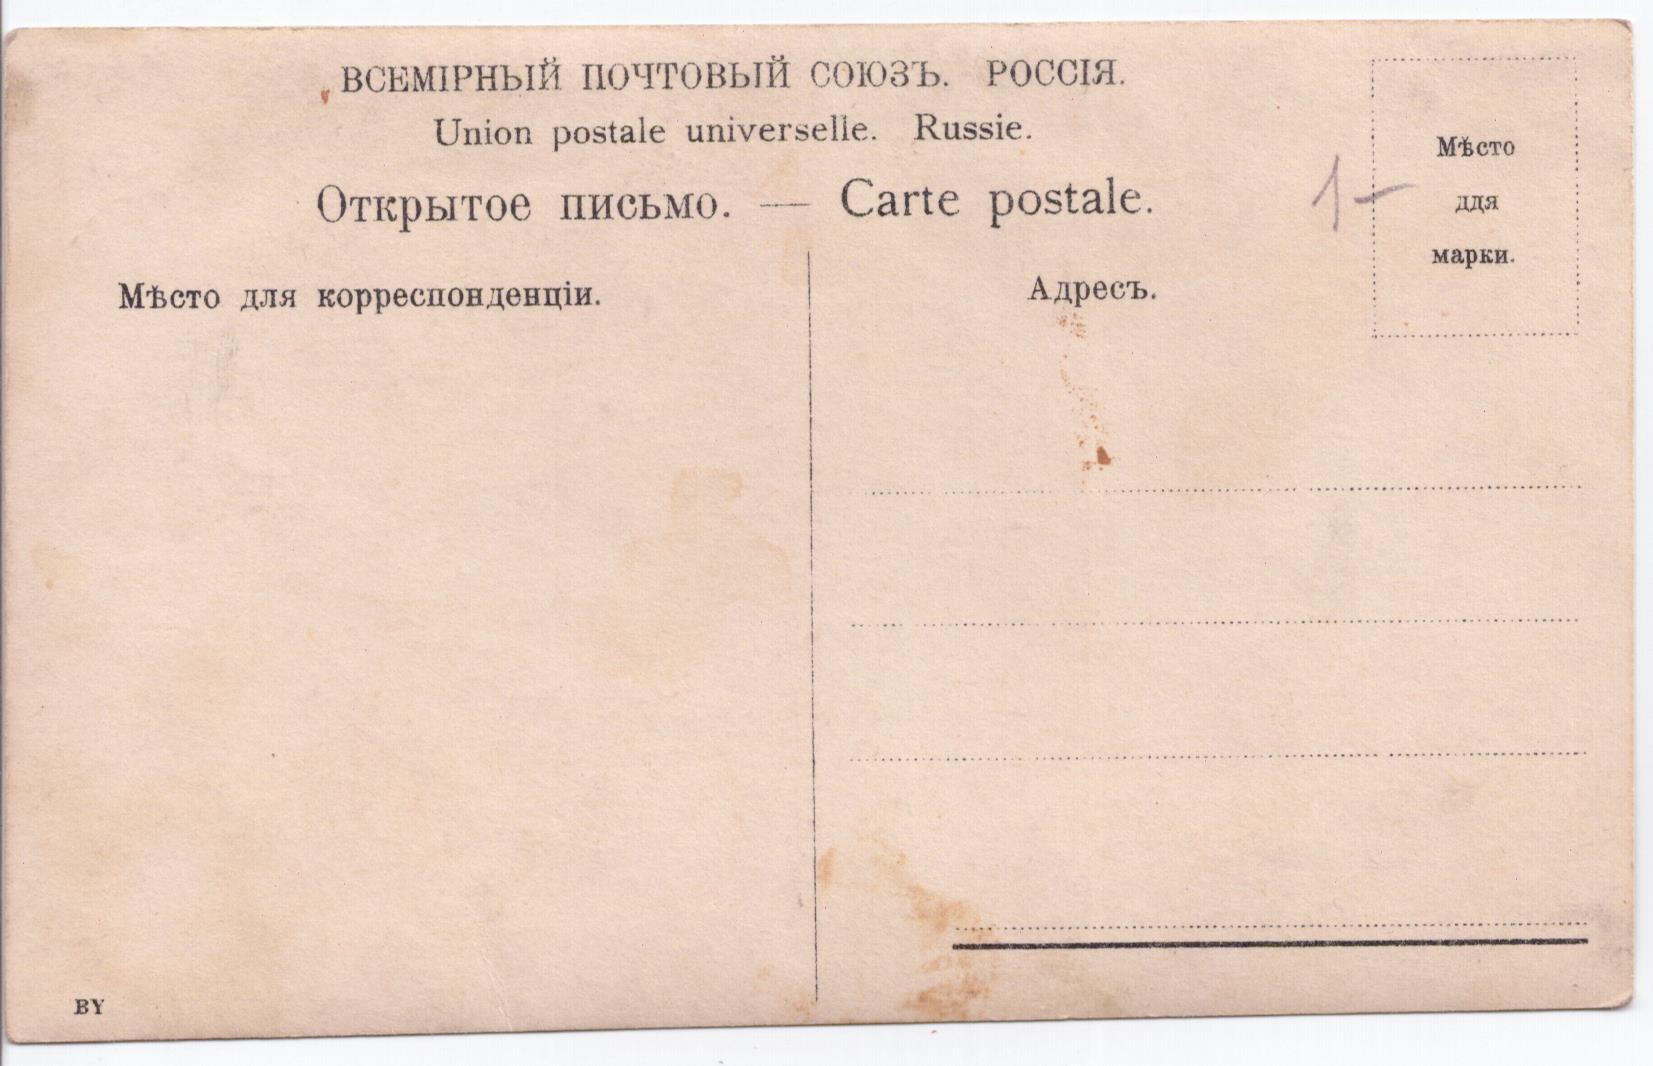 ВСЕМІРНЫЙ ПОЧТОВЫЙ СОЮЗЪ. РОССІЯ.
Union postale universelle. Russie.
Открытое письмо. — Carte postale.
Мѣсто
ддя
марки.
1-
Мѣсто для корреспонденціи.
Адресъ.
BY